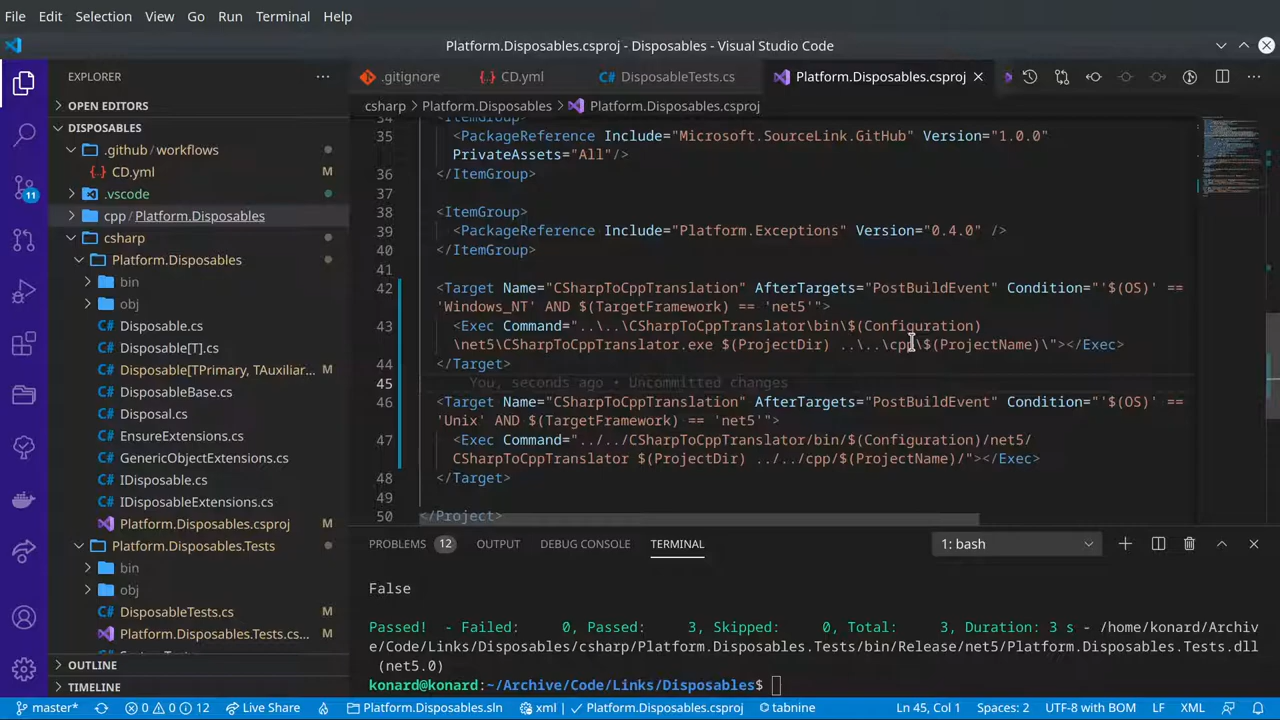 File Edit Selection View Go Run Terminal Help
Platform.Disposables.csproj - Disposables - Visual Studio Code
EXPLORER
.gitignore
CD.yml
DisposableTests.cs
Platform.Disposables.csproj
OPEN EDITORS
csharp > Platform.Disposables > Platform.Disposables.csproj
DISPOSABLES
.github/workflows
CD.yml M
.vscode
11
cpp / Platform.Disposables
csharp
Platform.Disposables
bin
obj
Disposable.cs
Disposable[T].cs
Disposable[TPrimary, TAuxiliar... M
DisposableBase.cs
Disposal.cs
EnsureExtensions.cs
GenericObjectExtensions.cs
IDisposable.cs
IDisposableExtensions.cs
Platform.Disposables.csproj M
Platform.Disposables.Tests
bin
obj
DisposableTests.cs M
Platform.Disposables.Tests.cs... M
OUTLINE
TIMELINE
34 <ItemGroup>
35 <PackageReference Include="Microsoft.SourceLink.GitHub" Version="1.0.0"
PrivateAssets="All"/>
36 </ItemGroup>
37
38 <ItemGroup>
39 <PackageReference Include="Platform.Exceptions" Version="0.4.0" />
40 </ItemGroup>
41
42 <Target Name="CSharpToCppTranslation" AfterTargets="PostBuildEvent" Condition="'$(OS)' ==
'Windows_NT' AND $(TargetFramework) == 'net5'">
43 <Exec Command="..\..\CSharpToCppTranslator\bin\$(Configuration)
\net5\CSharpToCppTranslator.exe $(ProjectDir) ..\..\cpp\$(ProjectName)\"></Exec>
44 </Target>
45 You, seconds ago • Uncommitted changes
46 <Target Name="CSharpToCppTranslation" AfterTargets="PostBuildEvent" Condition="'$(OS)' ==
'Unix' AND $(TargetFramework) == 'net5'">
47 <Exec Command="../../CSharpToCppTranslator/bin/$(Configuration)/net5/
CSharpToCppTranslator $(ProjectDir) ../../cpp/$(ProjectName)/"></Exec>
48 </Target>
49
50 </Project>
PROBLEMS 12 OUTPUT DEBUG CONSOLE TERMINAL 1: bash
False
Passed! - Failed: 0, Passed: 3, Skipped: 0, Total: 3, Duration: 3 s - /home/konard/Archiv
e/Code/Links/Disposables/csharp/Platform.Disposables.Tests/bin/Release/net5/Platform.Disposables.Tests.dll
(net5.0)
konard@konard:~/Archive/Code/Links/Disposables$
master* 0 0 12 Live Share Platform.Disposables.sln xml Platform.Disposables.csproj tabnine Ln 45, Col 1 Spaces: 2 UTF-8 with BOM LF XML